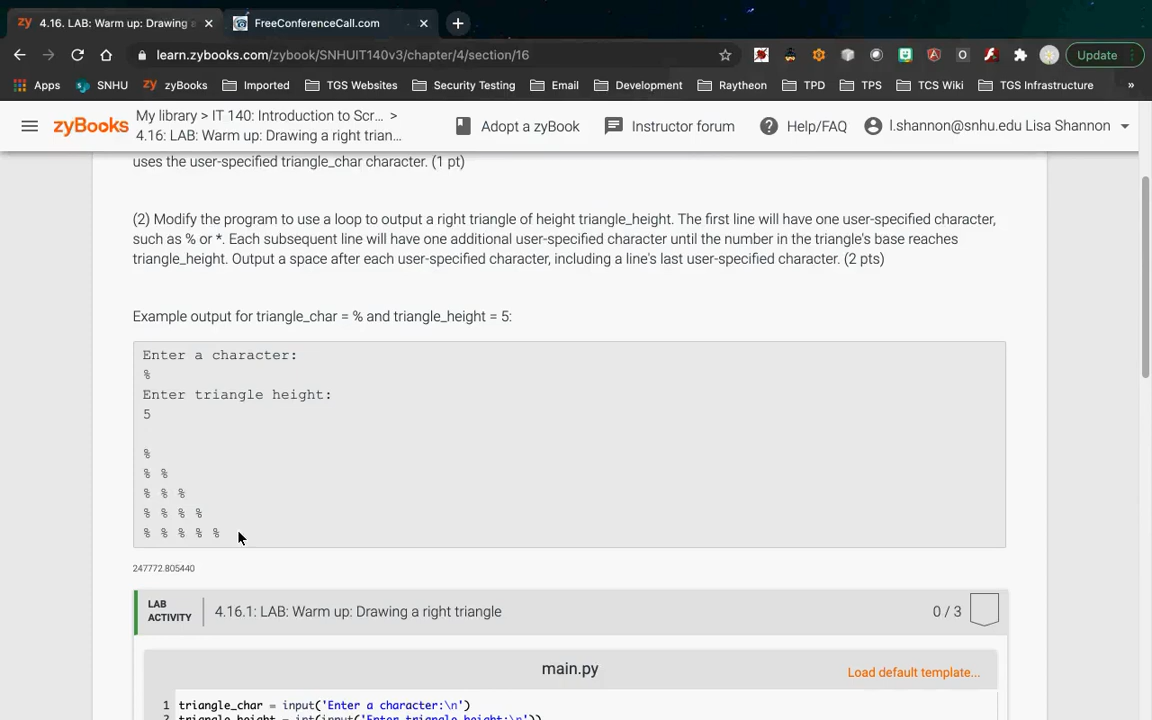 4.16. LAB: Warm up: Drawing a
FreeConferenceCall.com
learn.zybooks.com/zybook/SNHUIT140v3/chapter/4/section/16
Update
Apps
SNHU
zyBooks
Imported
TGS Websites
Security Testing
Email
Development
Raytheon
TPD
TPS
TCS Wiki
TGS Infrastructure
»
zyBooks
My library > IT 140: Introduction to Scr... >
4.16: LAB: Warm up: Drawing a right trian...
Adopt a zyBook
Instructor forum
Help/FAQ
l.shannon@snhu.edu Lisa Shannon
uses the user-specified triangle_char character. (1 pt)
(2) Modify the program to use a loop to output a right triangle of height triangle_height. The first line will have one user-specified character,
such as % or *. Each subsequent line will have one additional user-specified character until the number in the triangle's base reaches
triangle_height. Output a space after each user-specified character, including a line's last user-specified character. (2 pts)
Example output for triangle_char = % and triangle_height = 5:
Enter a character:
%
Enter triangle height:
5
%
% %
% % %
% % % %
% % % % %
247772.805440
LAB
ACTIVITY
4.16.1: LAB: Warm up: Drawing a right triangle
0 / 3
main.py
Load default template...
1 triangle_char = input('Enter a character:\n')
2 triangle_height = int(input('Enter triangle height:\n'))